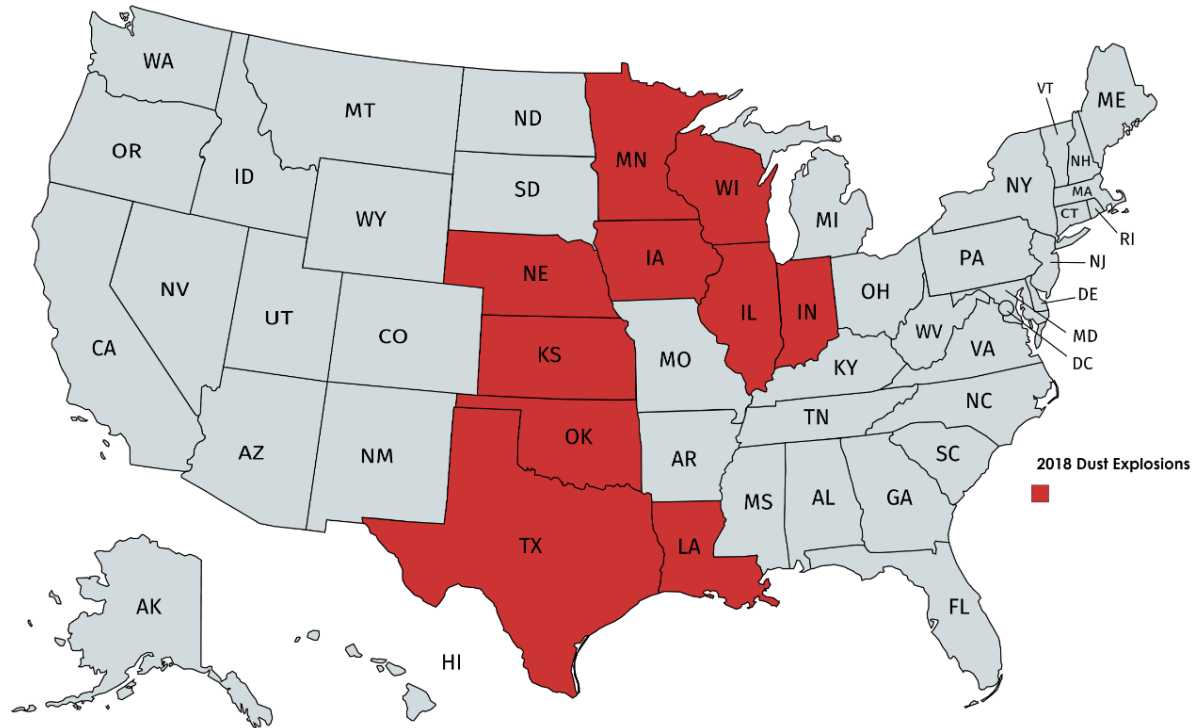 WA
MT
ND
MN
VT
ME
OR
ID
SD
WI
NH
NY
MA
WY
MI
CT
RI
NE
IA
PA
NJ
NV
UT
CO
IL
IN
OH
DE
CA
KS
MO
WV
VA
MD
KY
DC
AZ
NM
OK
AR
TN
NC
SC
2018 Dust Explosions
MS
AL
GA
TX
LA
AK
FL
HI